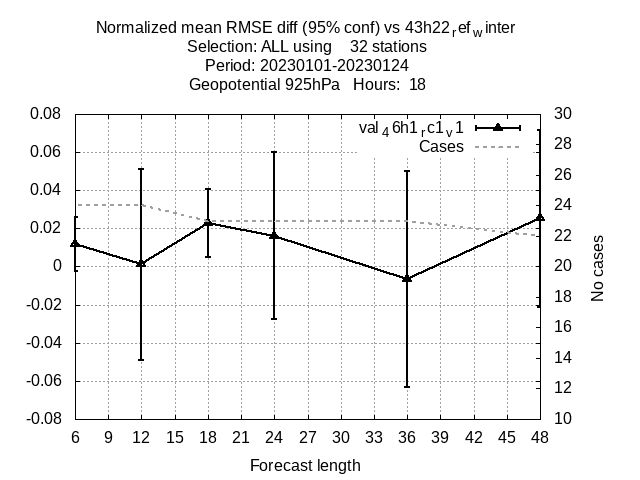 Normalized mean RMSE diff (95% conf) vs 43h22refwinter
Selection: ALL using 32 stations
Period: 20230101-20230124
Geopotential 925hPa Hours: 18
val46h1rc1v1
Cases
0.08
0.06
0.04
0.02
0
-0.02
-0.04
-0.06
-0.08
30
28
26
24
22
20
18
16
14
12
10
No cases
6 9 12 15 18 21 24 27 30 33 36 39 42 45 48
Forecast length